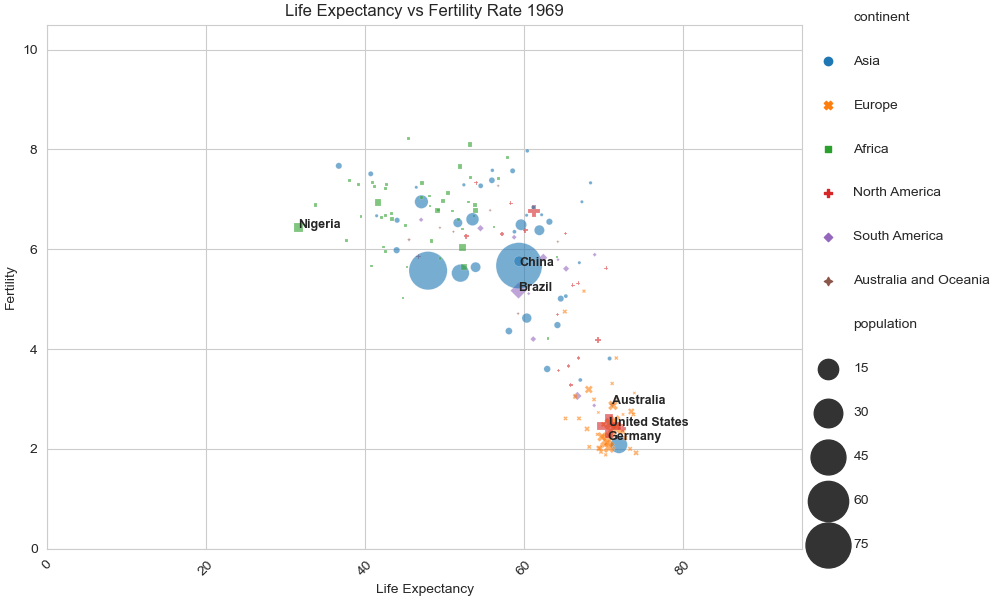 Life Expectancy vs Fertility Rate 1969
continent
Asia
Europe
Africa
North America
South America
Australia and Oceania
population
15
30
45
60
75
10
8
6
4
2
0
Fertility
Nigeria
China
Brazil
Australia
United States
Germany
0
20
40
60
80
Life Expectancy